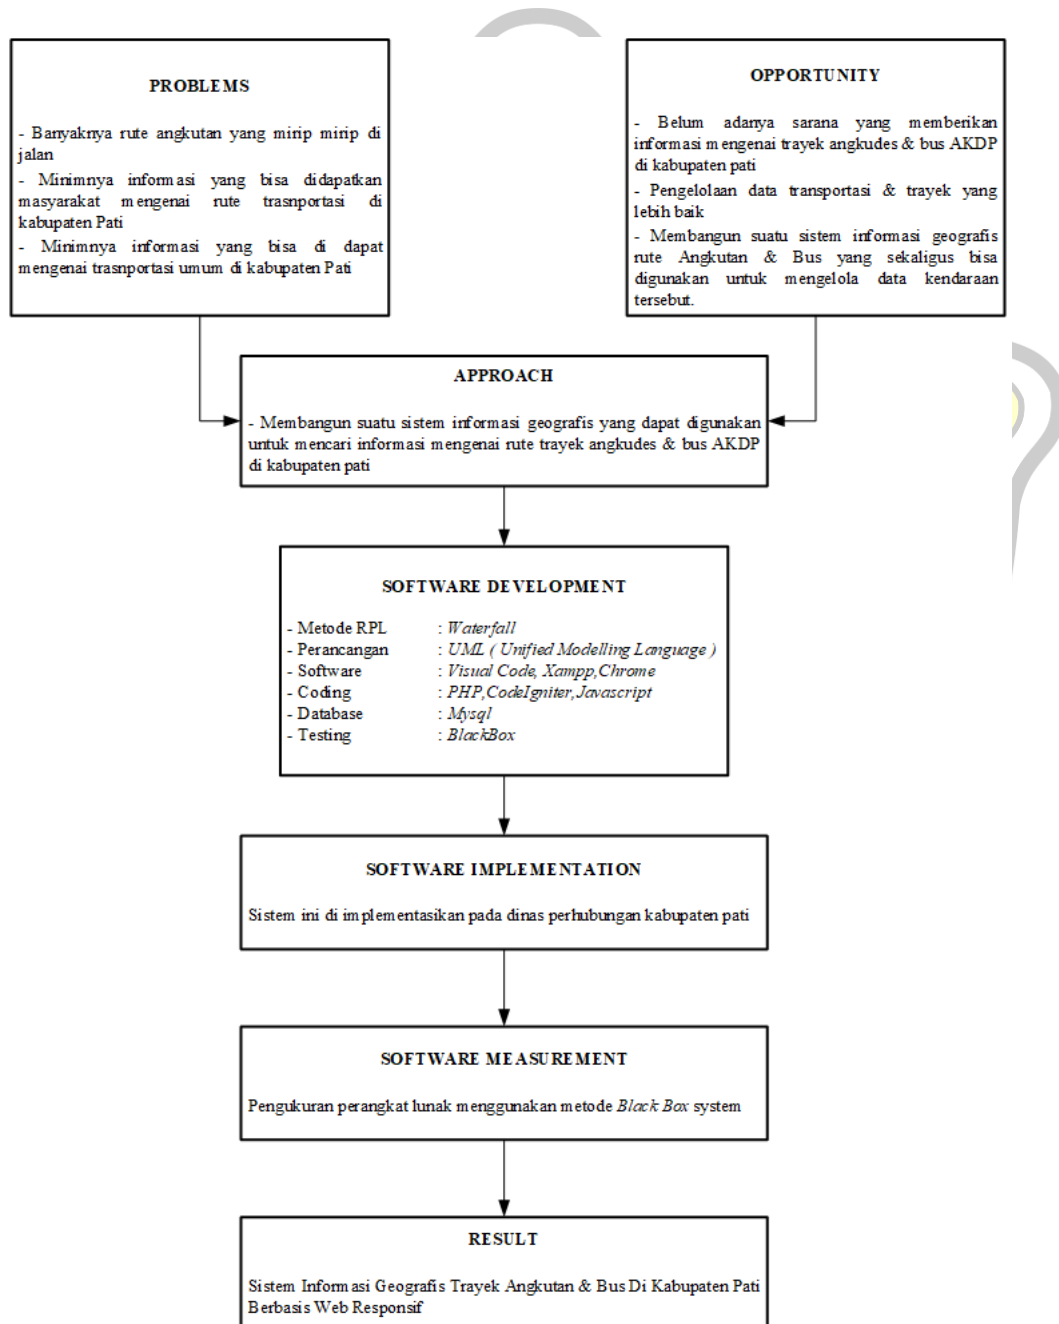 PROBLEMS
- Banyaknya rute angkutan yang mirip mirip di
jalan
- Minimnya informasi yang bisa didapatkan
masyarakat mengenai rute trasnportasi di
kabupaten Pati
- Minimnya informasi yang bisa di dapat
mengenai trasnportasi umum di kabupaten Pati
OPPORTUNITY
- Belum adanya sarana yang memberikan
informasi mengenai trayek angkudes & bus AKDP
di kabupaten pati
- Pengelolaan data transportasi & trayek yang
lebih baik
- Membangun suatu sistem informasi geografis
rute Angkutan & Bus yang sekaligus bisa
digunakan untuk mengelola data kendaraan
tersebut.
APPROACH
- Membangun suatu sistem informasi geografis yang dapat digunakan
untuk mencari informasi mengenai rute trayek angkudes & bus AKDP
di kabupaten pati
SOFTWARE DEVELOPMENT
- Metode RPL : Waterfall
- Perancangan : UML ( Unified Modelling Language )
- Software : Visual Code, Xampp,Chrome
- Coding : PHP,CodeIgniter,Javascript
- Database : Mysql
- Testing : BlackBox
SOFTWARE IMPLEMENTATION
Sistem ini di implementasikan pada dinas perhubungan kabupaten pati
SOFTWARE MEASUREMENT
Pengukuran perangkat lunak menggunakan metode Black Box system
RESULT
Sistem Informasi Geografis Trayek Angkutan & Bus Di Kabupaten Pati
Berbasis Web Responsif